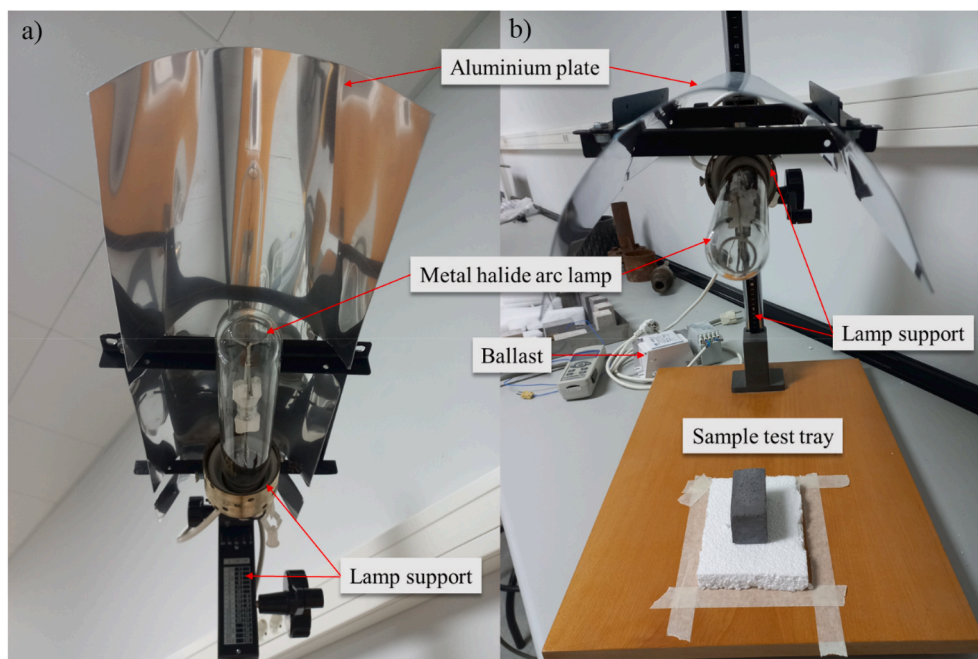 a)
b)
Aluminium plate
Metal halide arc lamp
Lamp support
Ballast
Sample test tray
Lamp support